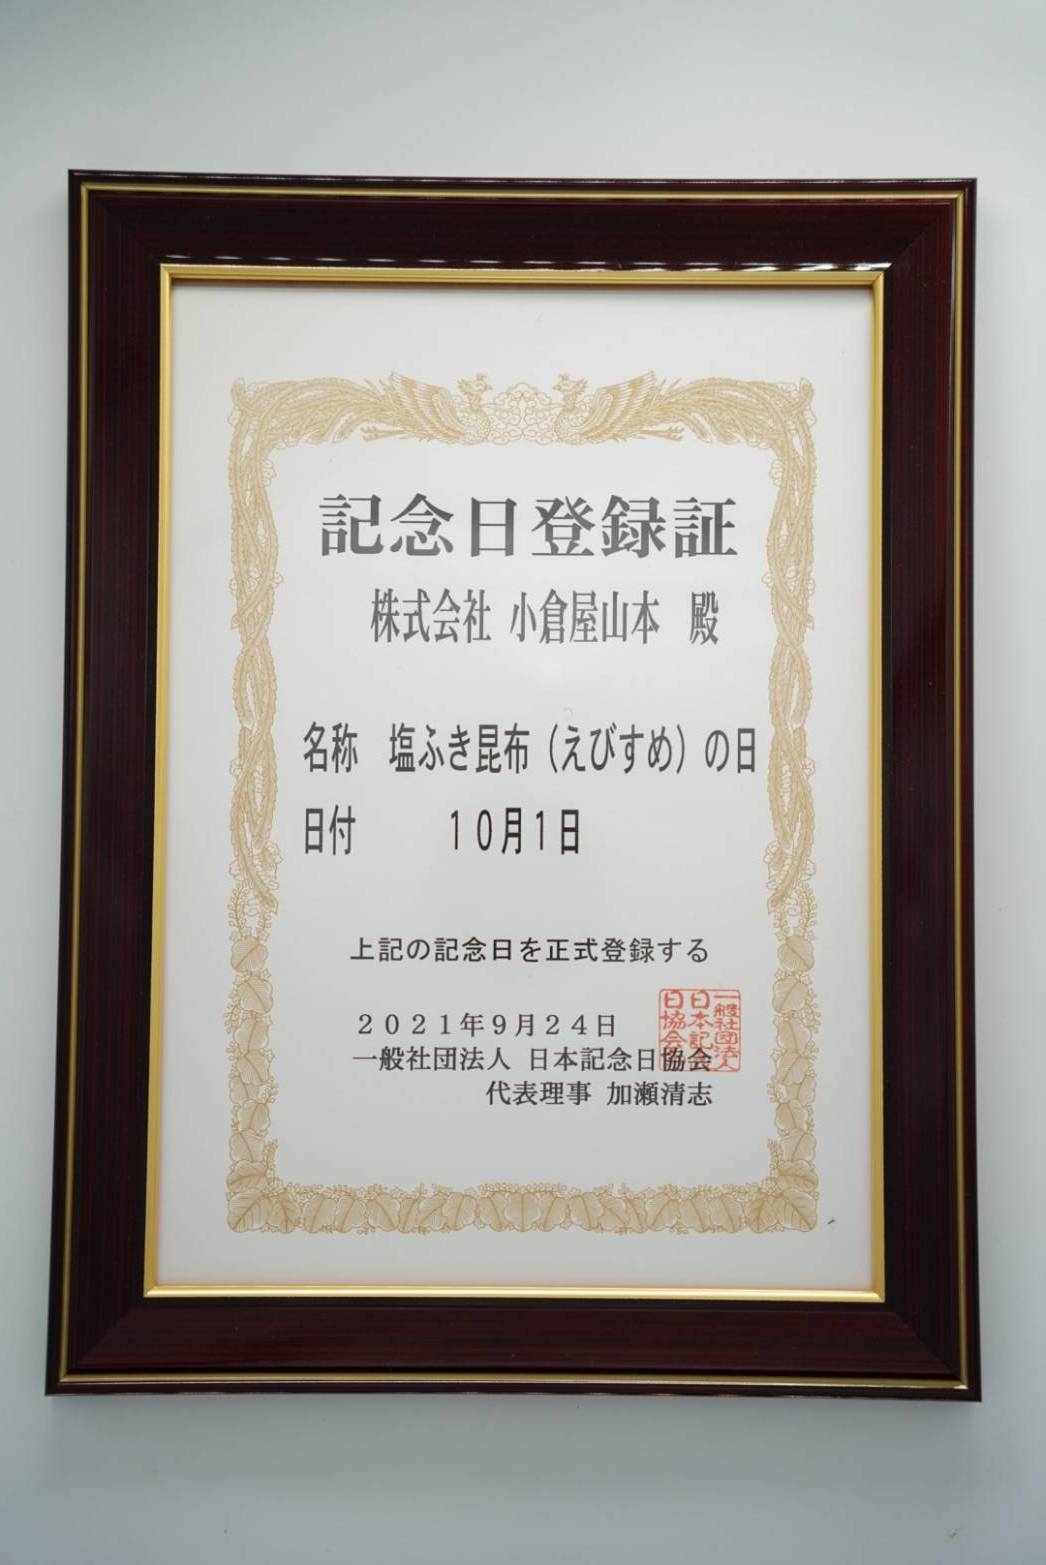 記念日登録証
株式会社 小倉屋山本 殿
名称 塩ふき昆布（えびすめ）の日
日付 １０月１日
上記の記念日を正式登録する
２０２１年９月２４日
一般社団法人 日本記念日協会
代表理事 加瀬清志
一般社団法人
日本記念
日協会